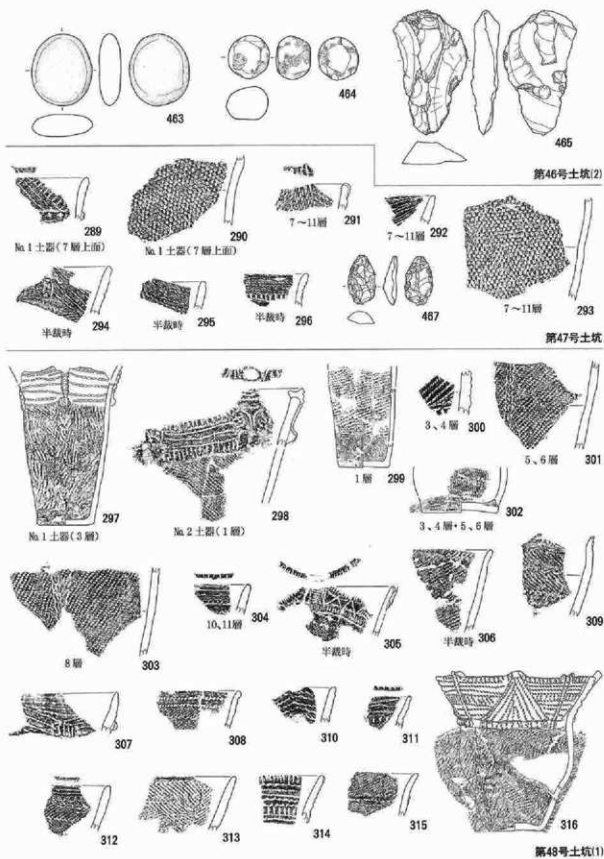 463
464
465
第46号土坑(2)
289
No.1土器(7層上面)
290
No.1土器(7層上面)
291
7〜11層
292
7〜11層
293
7〜11層
294
半裁時
295
半裁時
296
半裁時
467
第47号土坑
297
No.1土器(3層)
298
No.2土器(1層)
299
1層
300
3、4層
301
5、6層
302
3、4層・5、6層
303
8層
304
10、11層
305
半裁時
306
半裁時
309
307
308
310
311
312
313
314
315
316
第48号土坑(1)